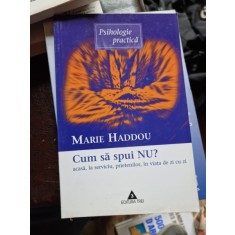 Psihologie
practică
MARIE HADDOU
Cum să spui NU?
acasă, la serviciu, prietenilor, în viața de zi cu zi
EDITURA TREI
500